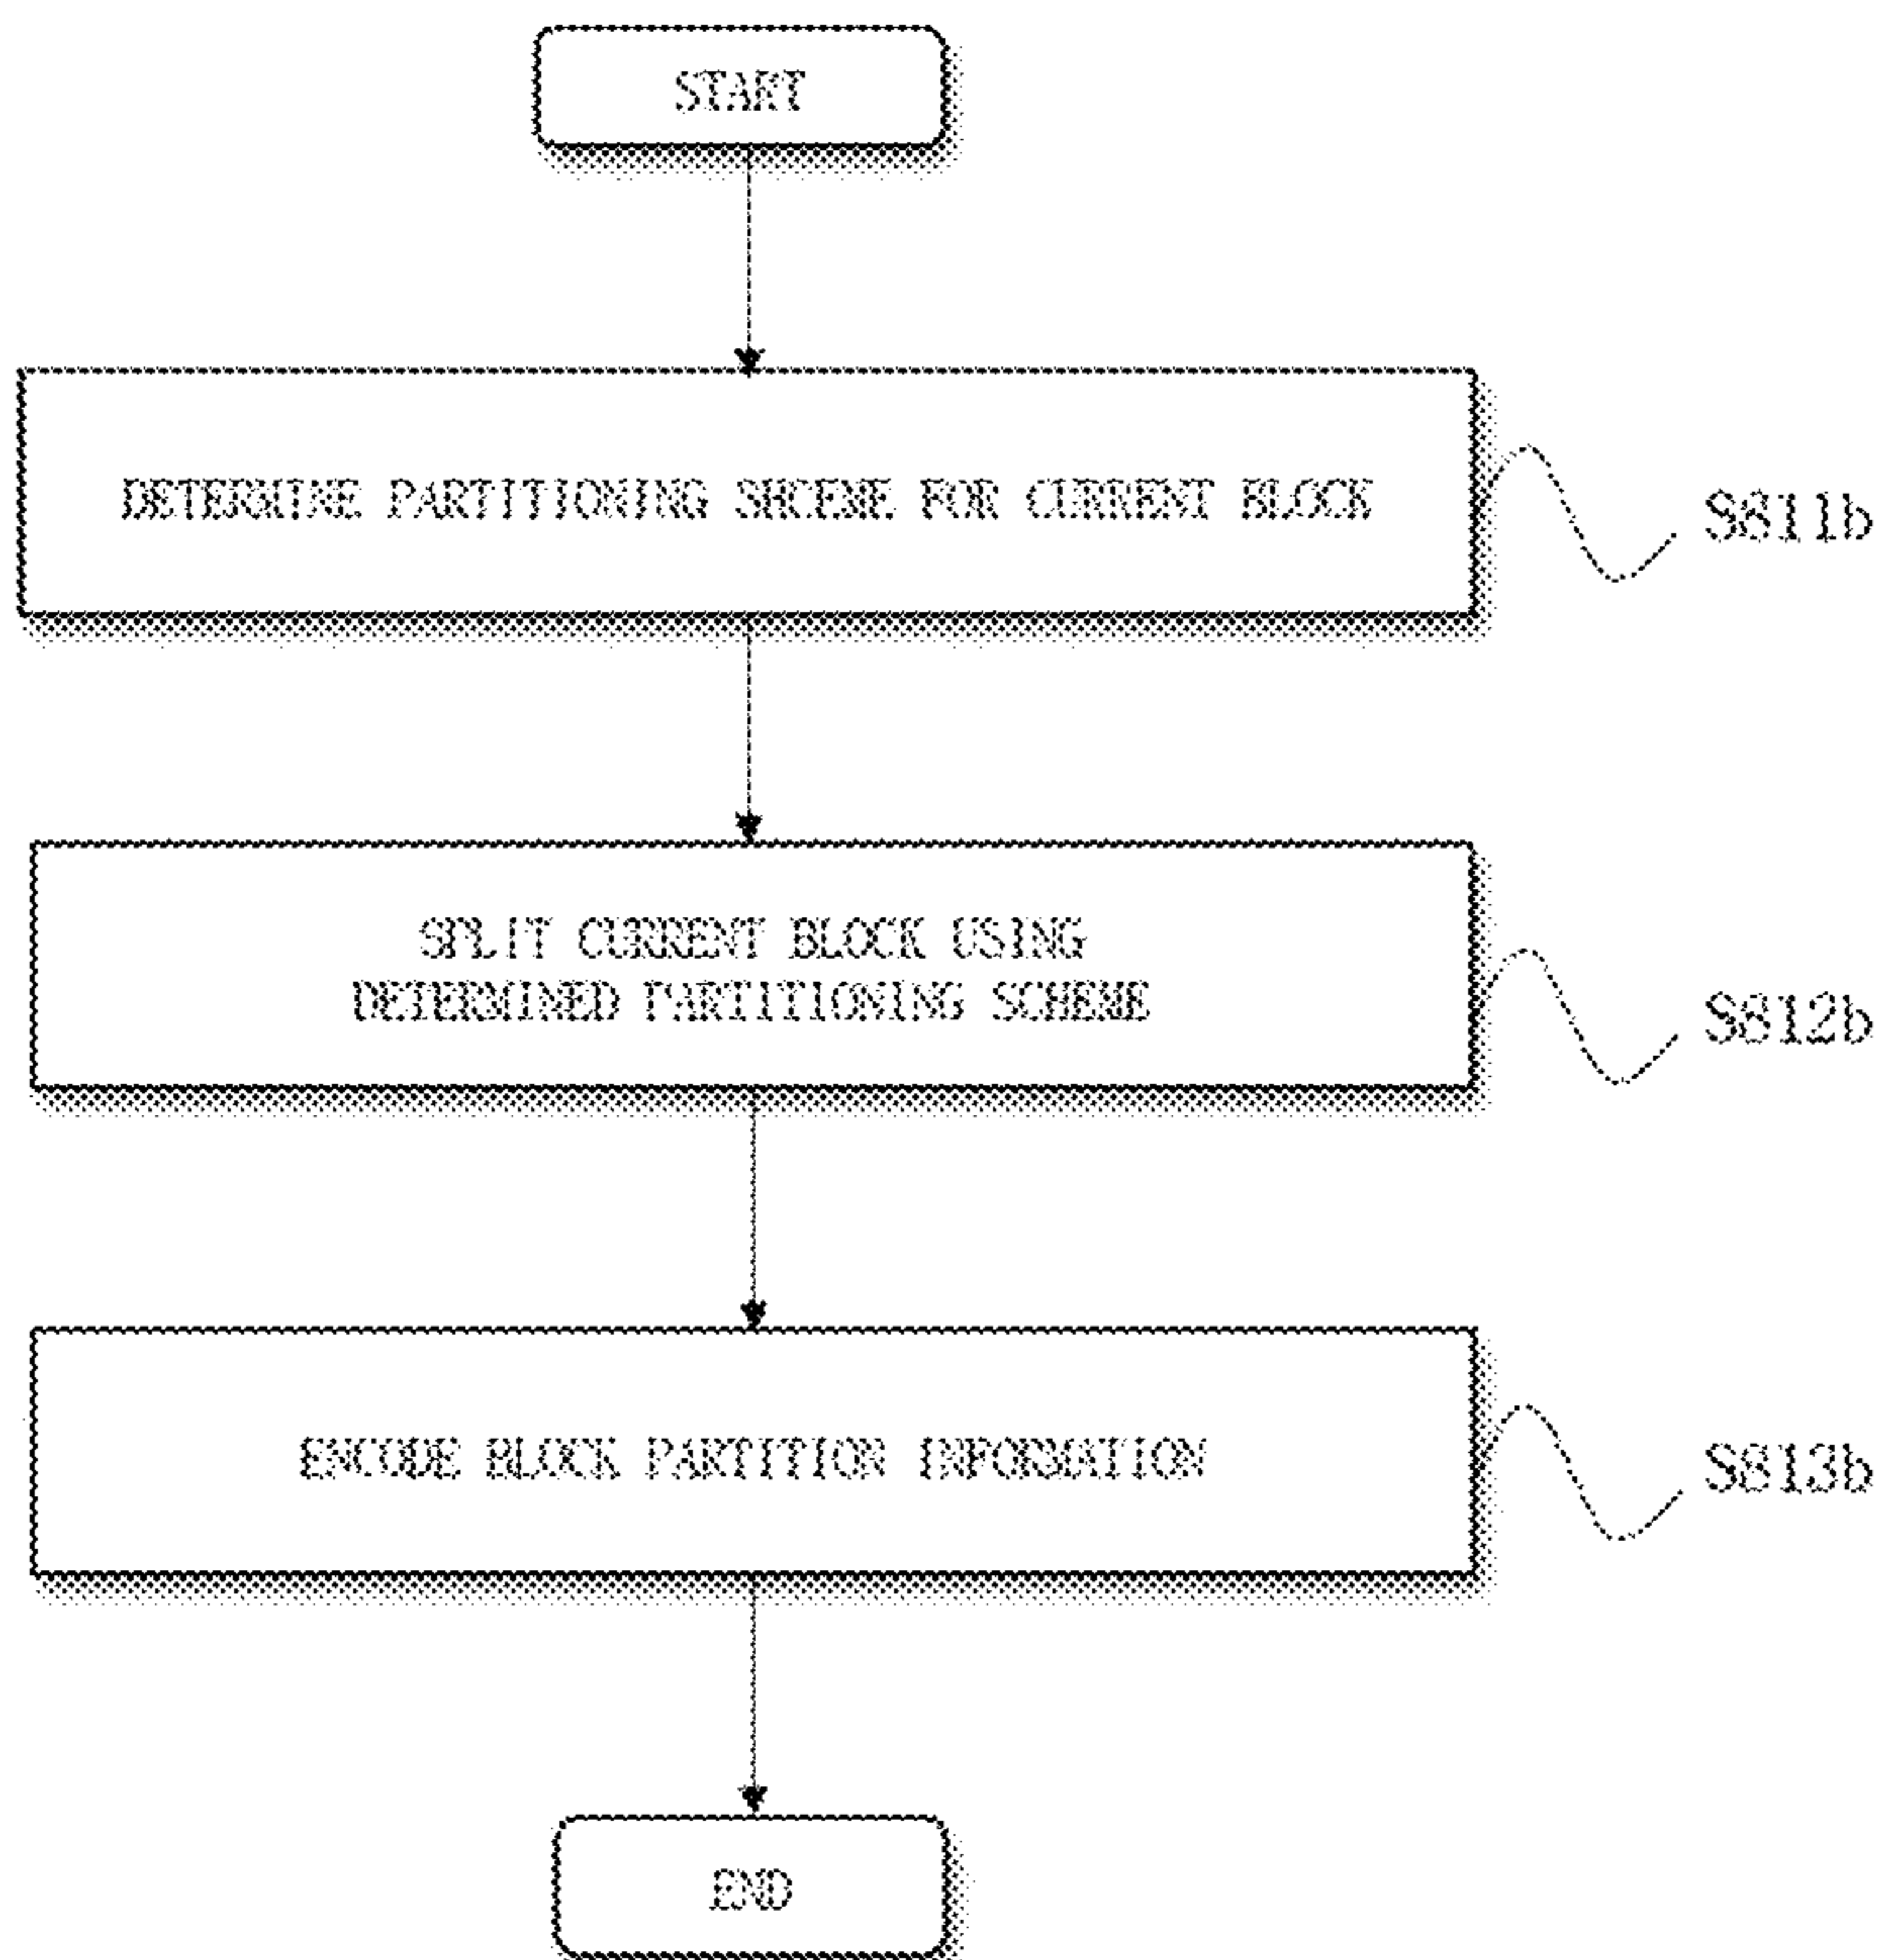 START
DETERMINE PARTITIONING SHCEME FOR CURRENT BLOCK
S811b
SPLIT CURRENT BLOCK USING
DETERMINED PARTITIONING SCHEME
S812b
ENCODE BLOCK PARTITION INFORMATION
S813b
END